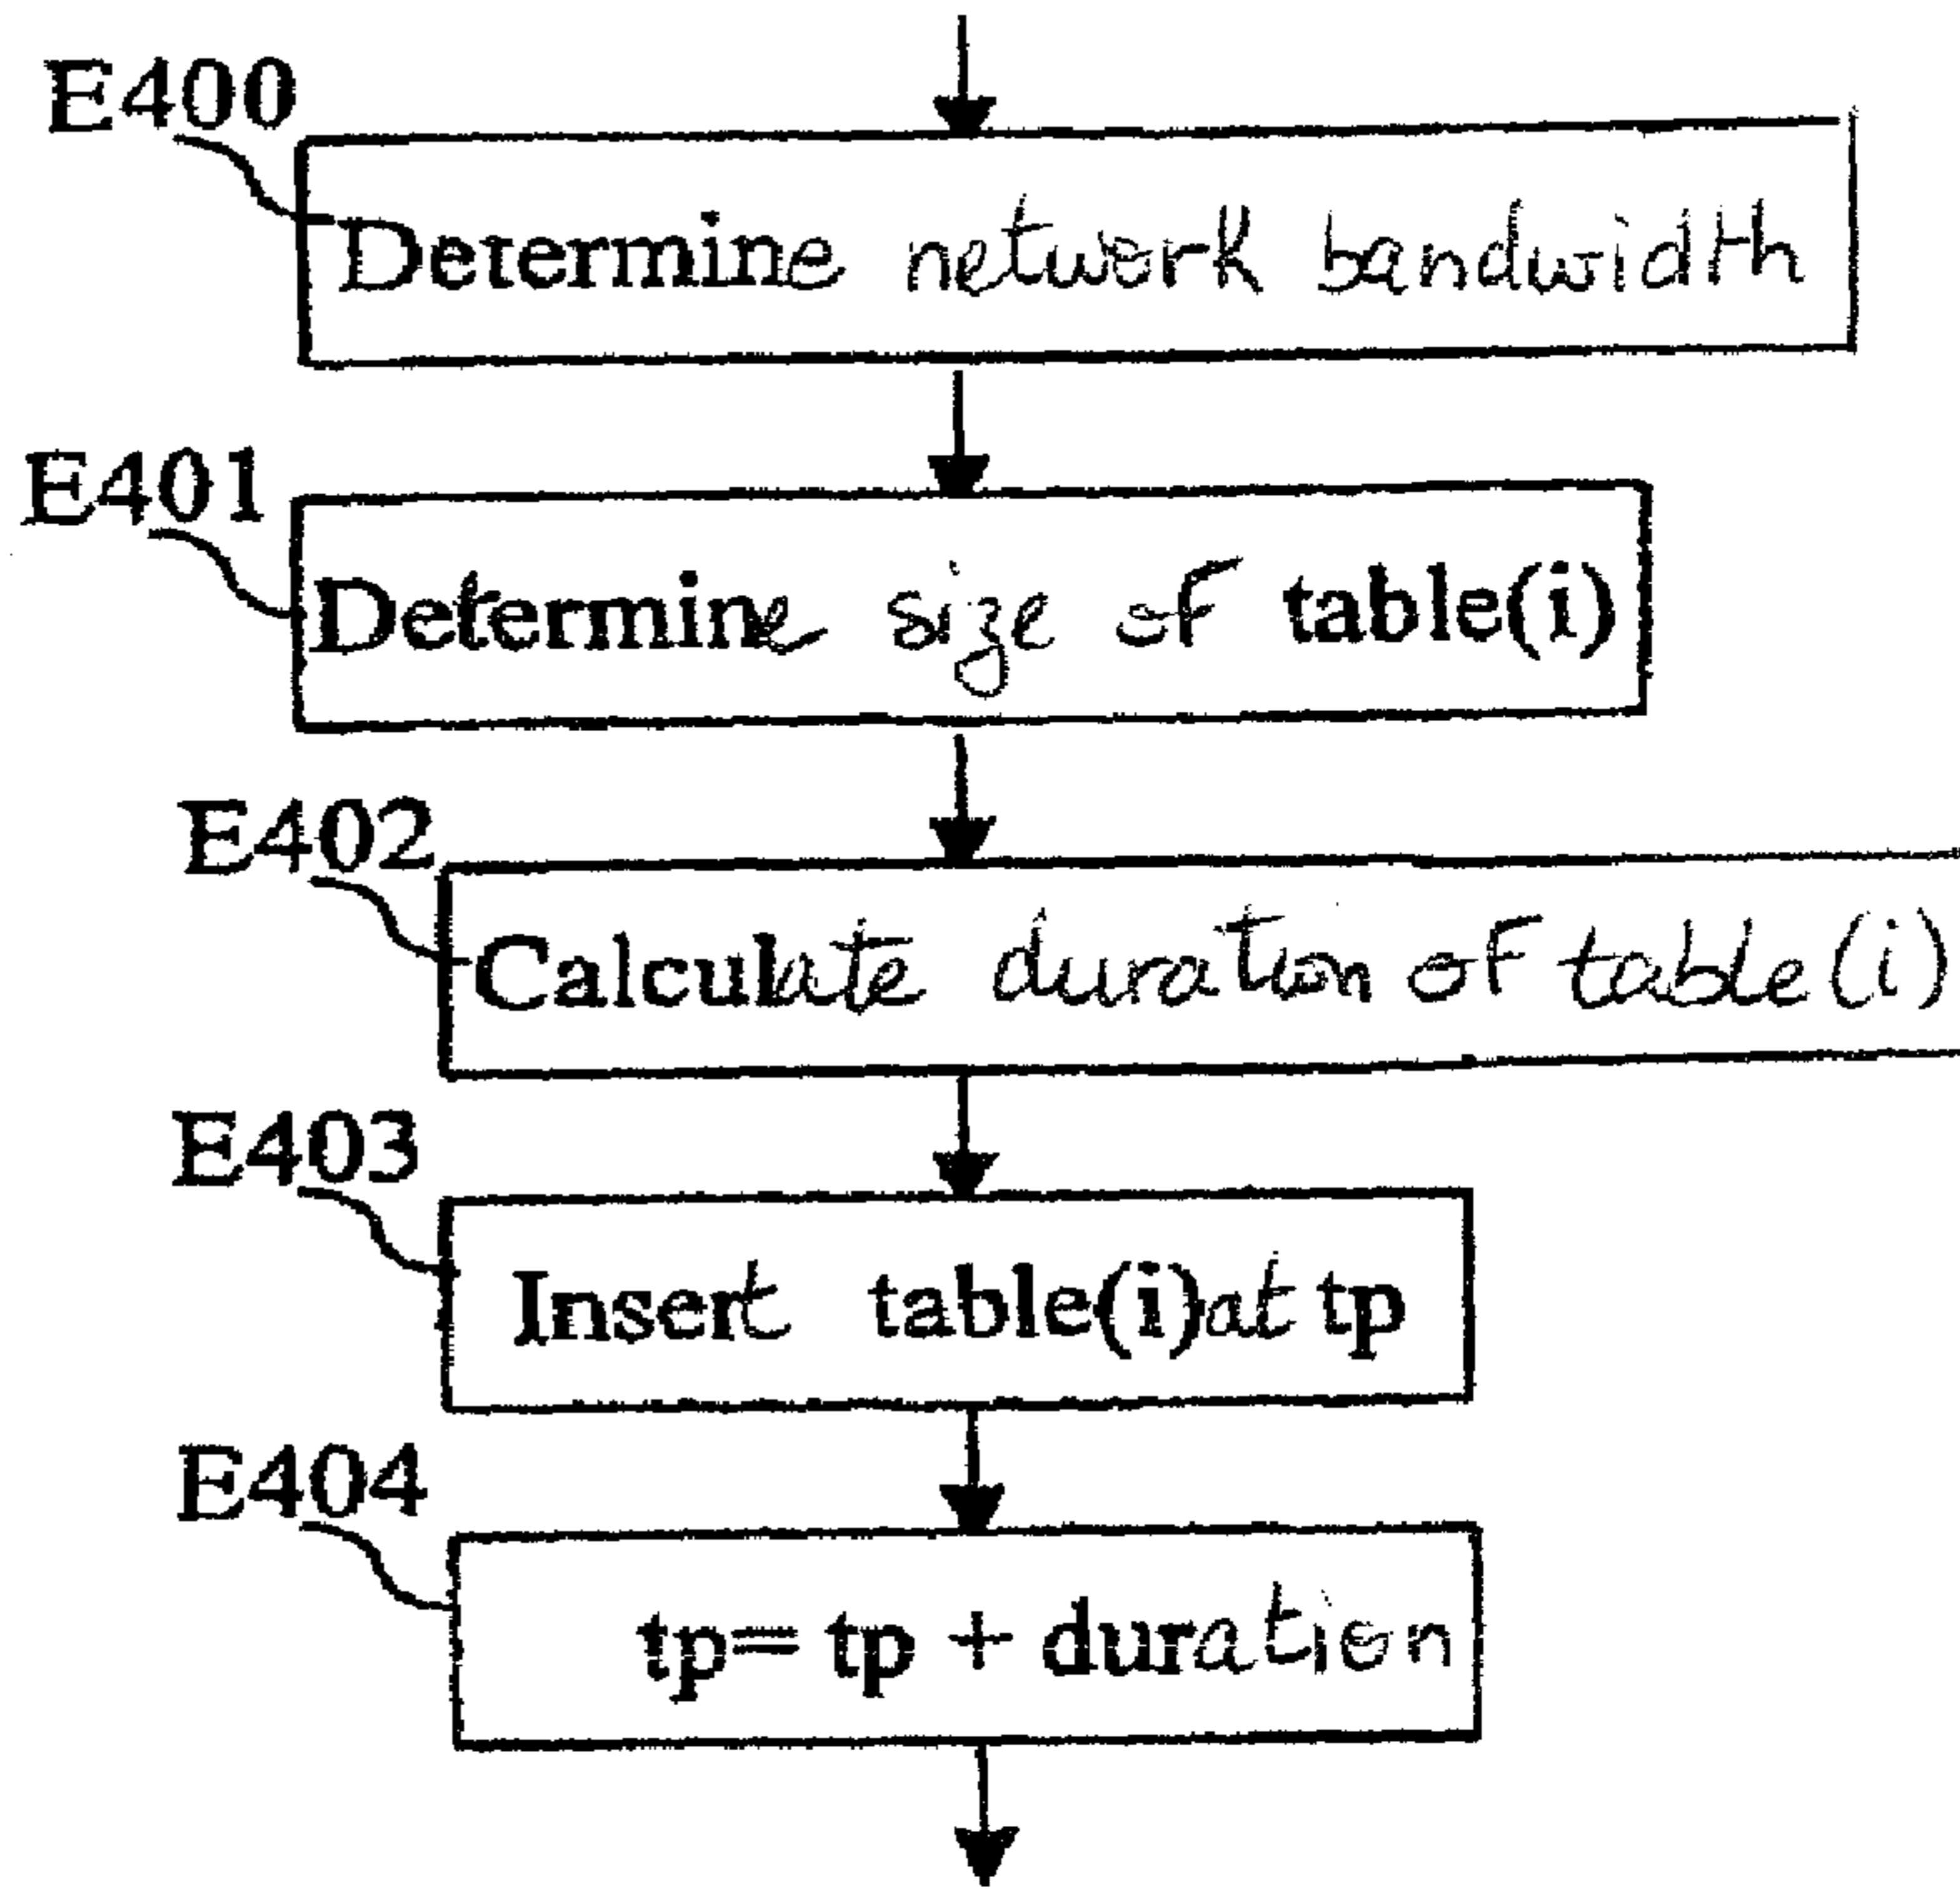 E400
Determine network bandwidth
E401
Determine size of table(i)
E402
Calculate duration of table(i)
E403
Insert table(i) at tp
E404
tp= tp + duration